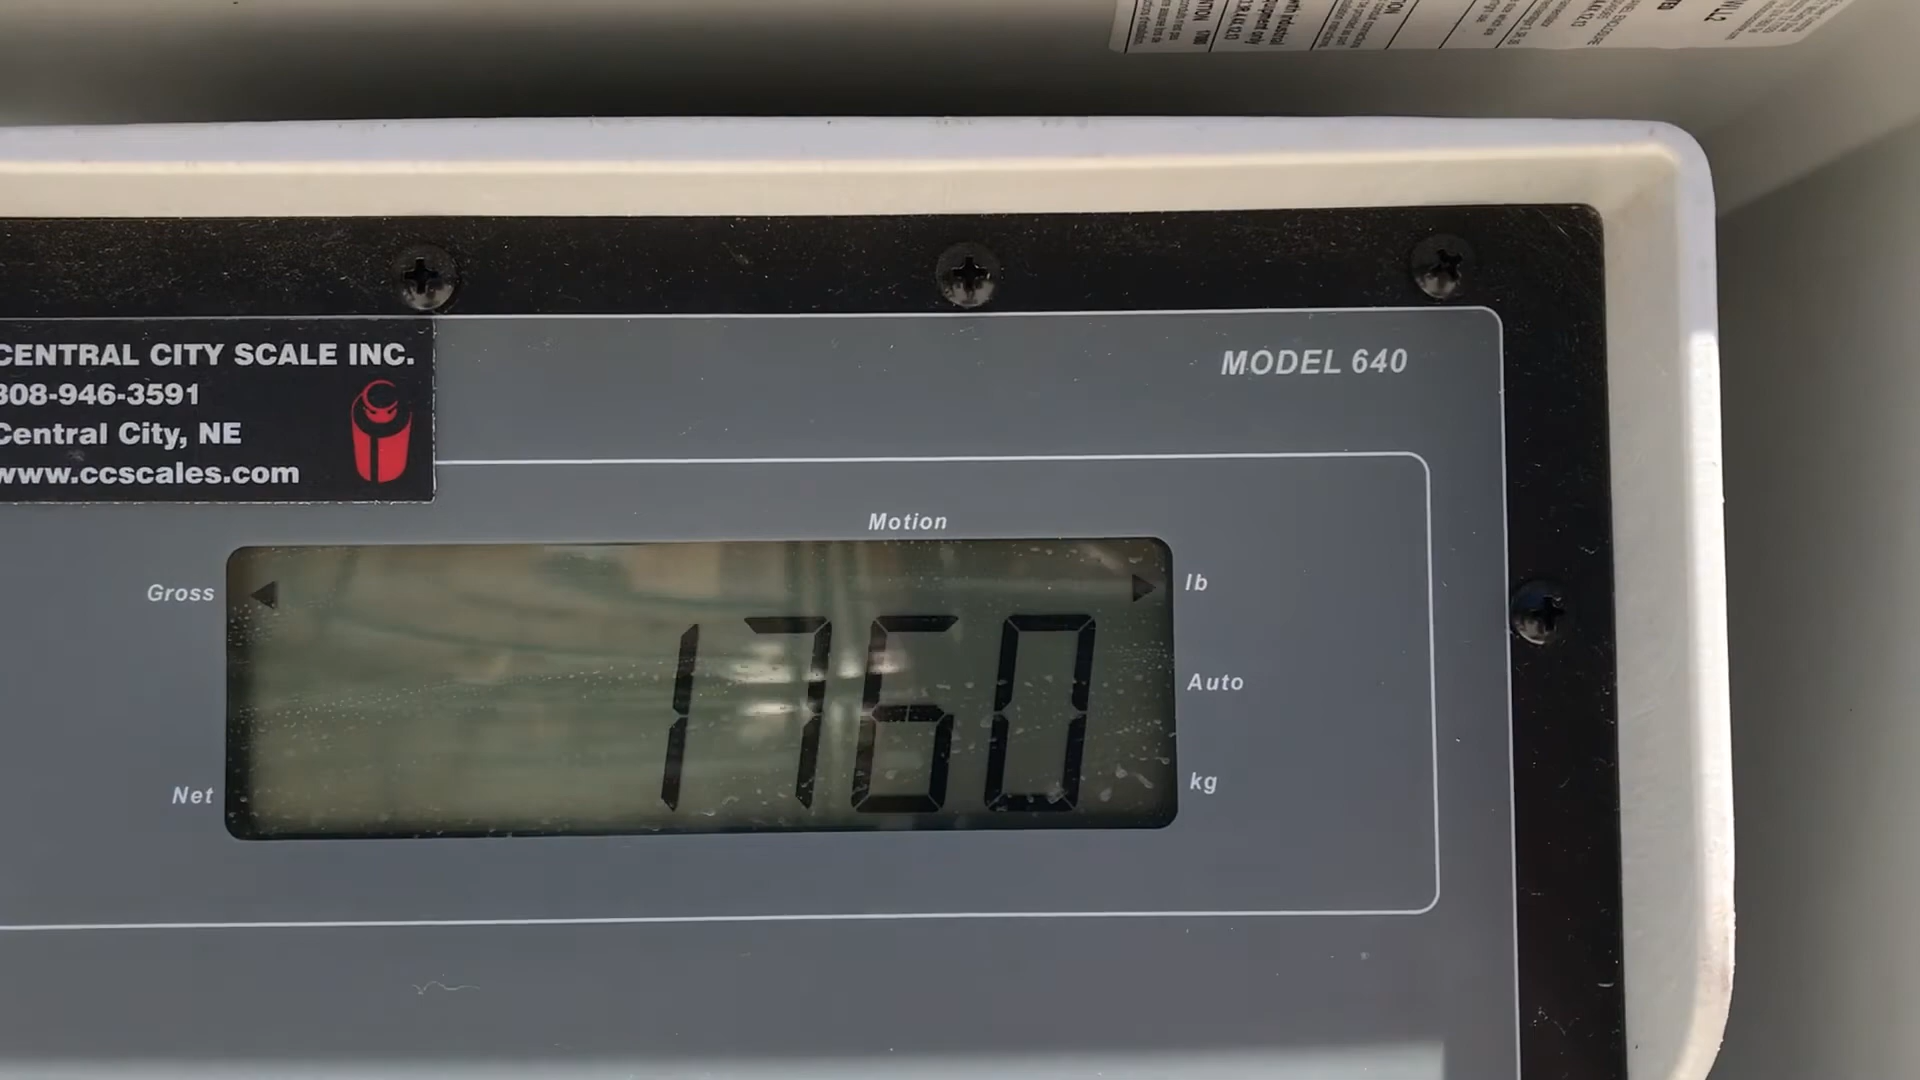 CENTRAL CITY SCALE INC.
308-946-3591
Central City, NE
www.ccscales.com
MODEL 640
Motion
Gross
lb
1760
Auto
Net
kg